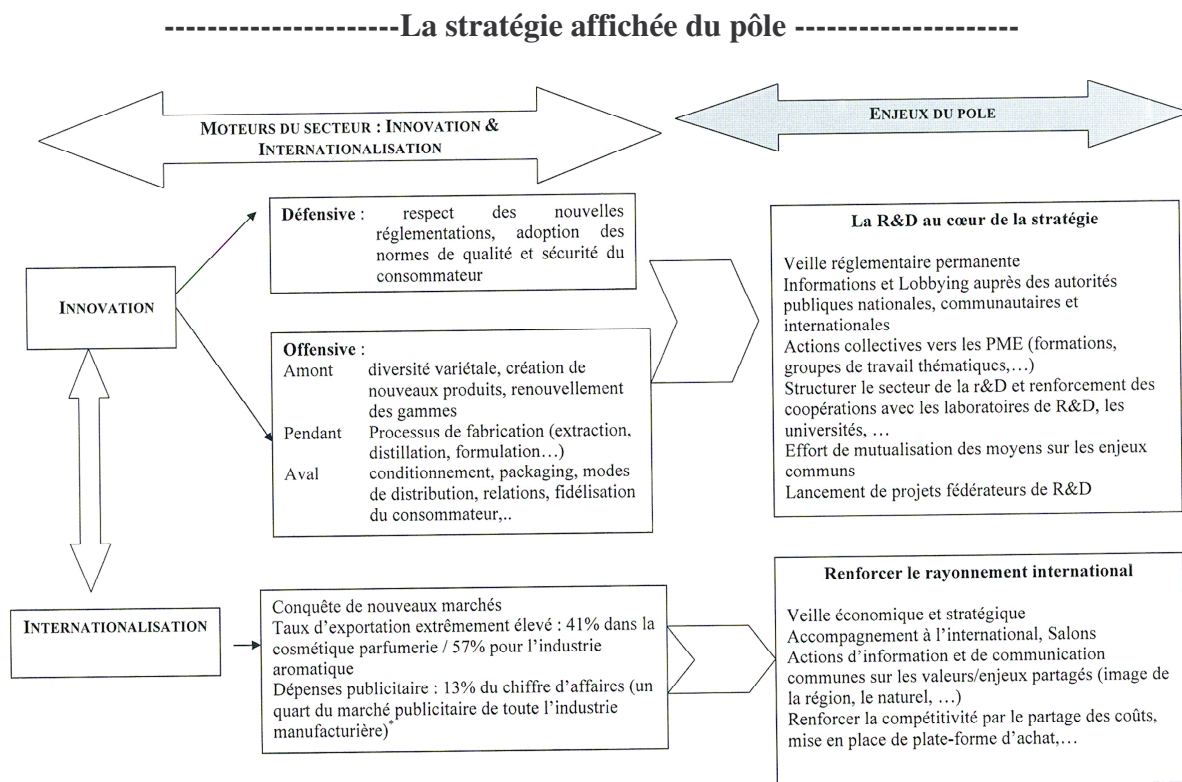 ----------------------La stratégie affichée du pôle ---------------------
MOTEURS DU SECTEUR : INNOVATION &
INTERNATIONALISATION
ENJEUX DU POLE
INNOVATION
Défensive : respect des nouvelles
réglementations, adoption des
normes de qualité et sécurité du
consommateur
Offensive :
Amont diversité variétale, création de
nouveaux produits, renouvellement
des gammes
Pendant Processus de fabrication (extraction,
distillation, formulation…)
Aval conditionnement, packaging, modes
de distribution, relations, fidélisation
du consommateur,..
La R&D au cœur de la stratégie
Veille réglementaire permanente
Informations et Lobbying auprès des autorités
publiques nationales, communautaires et
internationales
Actions collectives vers les PME (formations,
groupes de travail thématiques,…)
Structurer le secteur de la r&D et renforcement des
coopérations avec les laboratoires de R&D, les
universités, …
Effort de mutualisation des moyens sur les enjeux
communs
Lancement de projets fédérateurs de R&D
INTERNATIONALISATION
Conquête de nouveaux marchés
Taux d'exportation extrêmement élevé : 41% dans la
cosmétique parfumerie / 57% pour l'industrie
aromatique
Dépenses publicitaire : 13% du chiffre d'affaires (un
quart du marché publicitaire de toute l'industrie
manufacturière)*
Renforcer le rayonnement international
Veille économique et stratégique
Accompagnement à l'international, Salons
Actions d'information et de communication
communes sur les valeurs/enjeux partagés (image de
la région, le naturel, …)
Renforcer la compétitivité par le partage des coûts,
mise en place de plate-forme d'achat,…